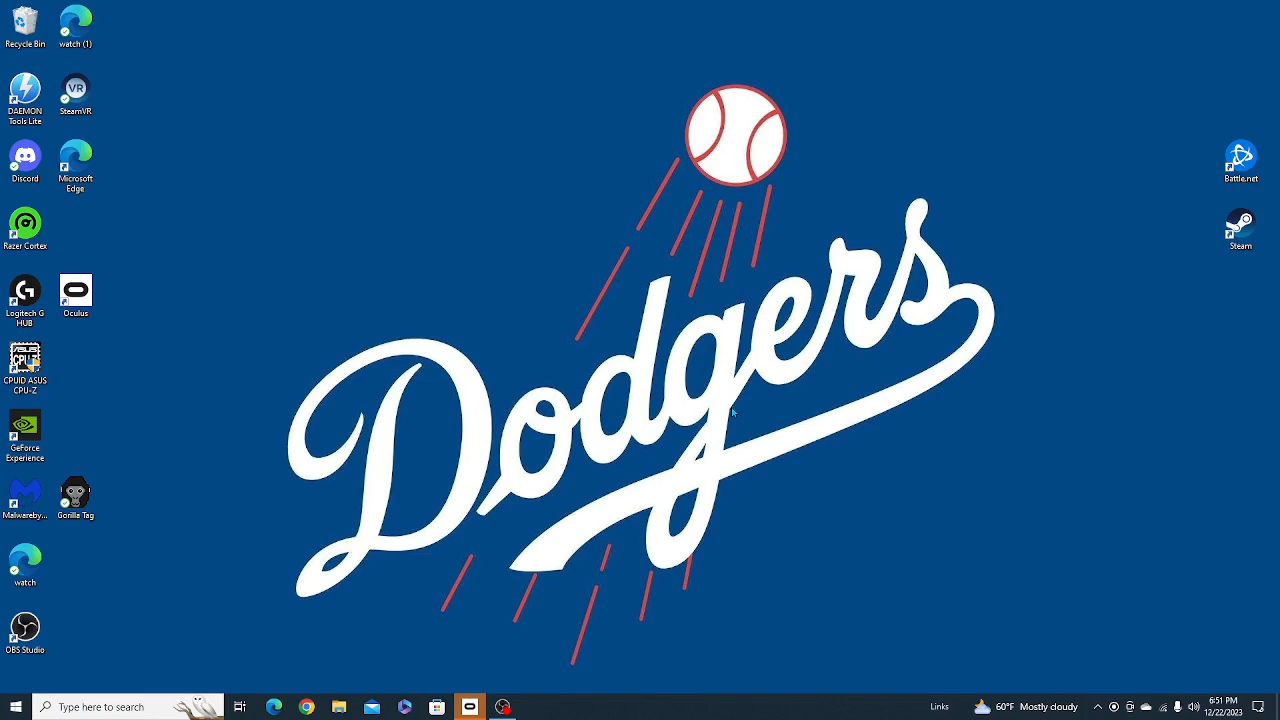 Recycle Bin
watch (1)
DAEMON
Tools Lite
VR
SteamVR
Discord
Microsoft
Edge
Razer Cortex
Logitech G
HUB
Oculus
CPUID ASUS
CPU-Z
GeForce
Experience
Malwareby...
Gorilla Tag
watch
OBS Studio
Dodgers
Battle.net
Steam
Type here to search
Links
60°F Mostly cloudy
6:51 PM
12/22/2023